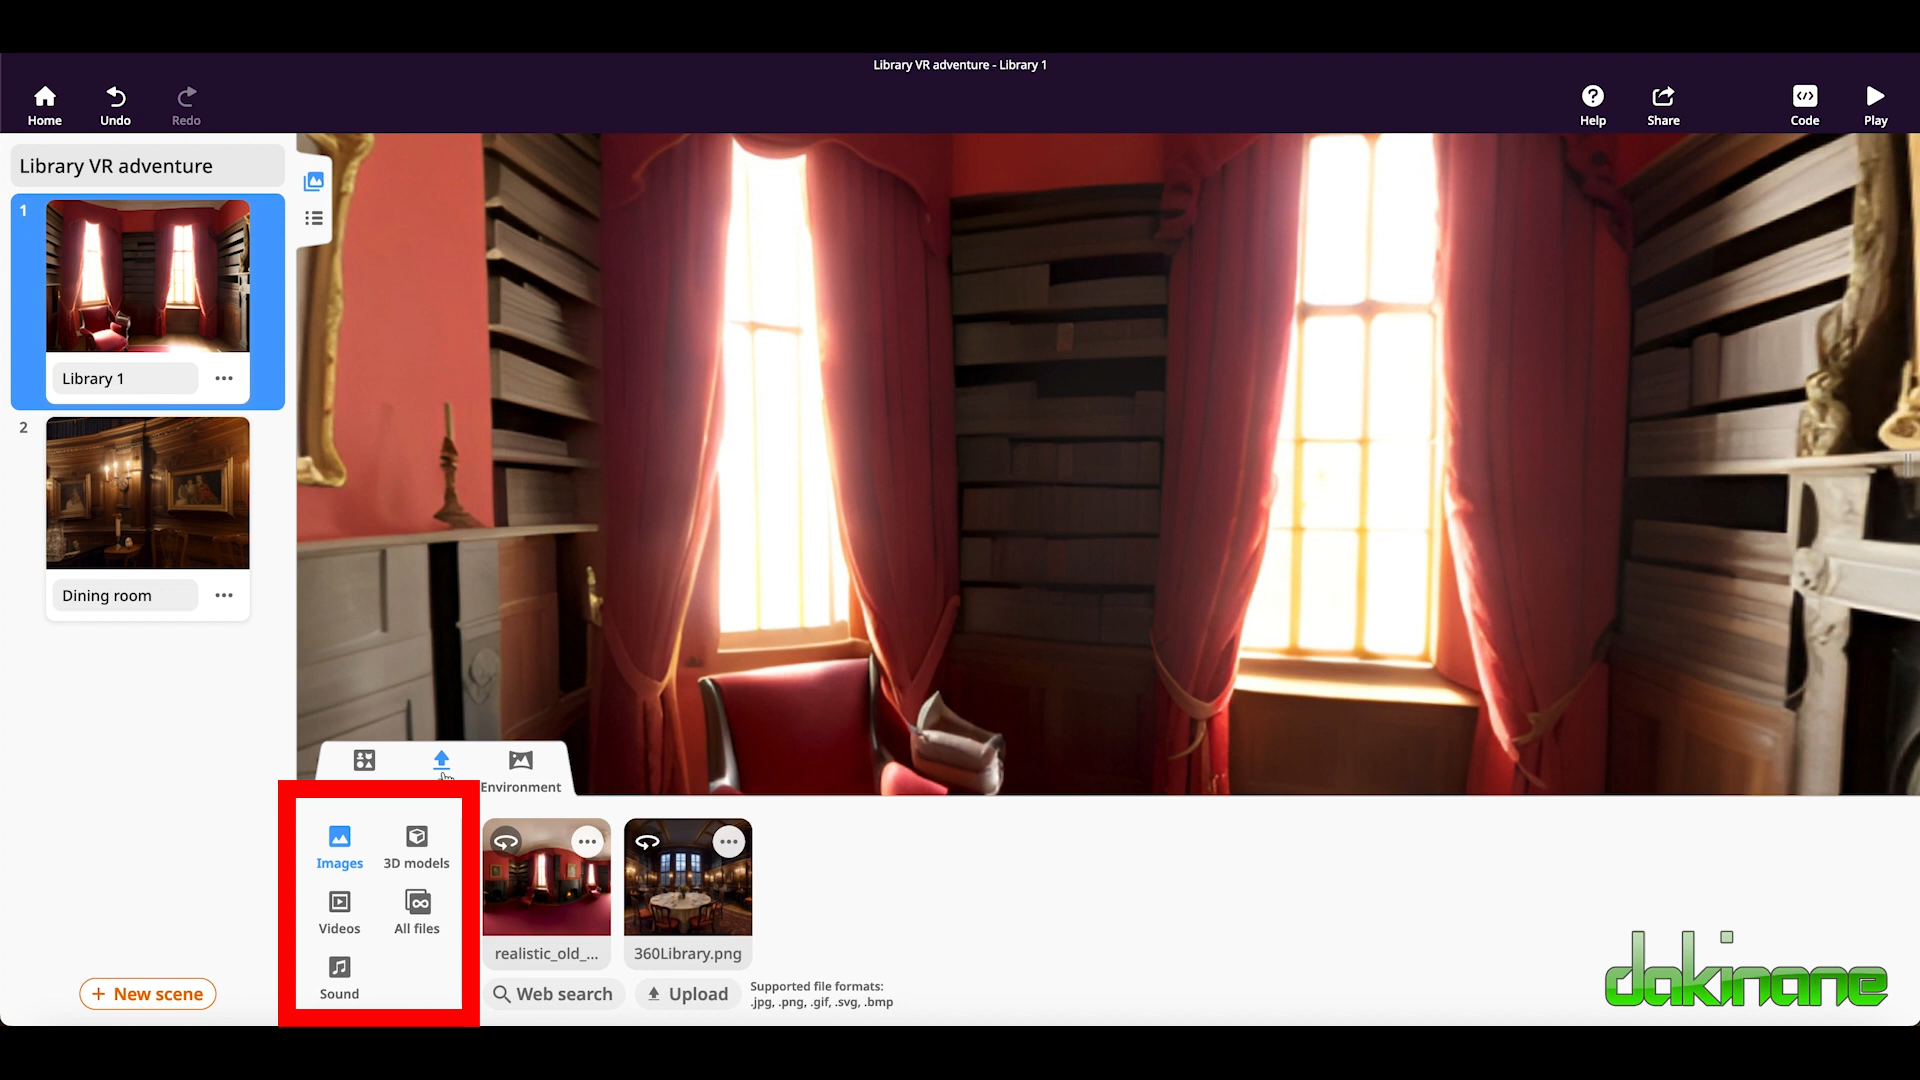 Library VR adventure - Library 1
Home
Undo
Redo
Help
Share
Code
Play
Library VR adventure
1
Library 1
2
Dining room
+ New scene
Environment
Images
3D models
Videos
All files
Sound
realistic_old_...
360Library.png
Web search
Upload
Supported file formats:
.jpg, .png, .gif, .svg, .bmp
dakinane